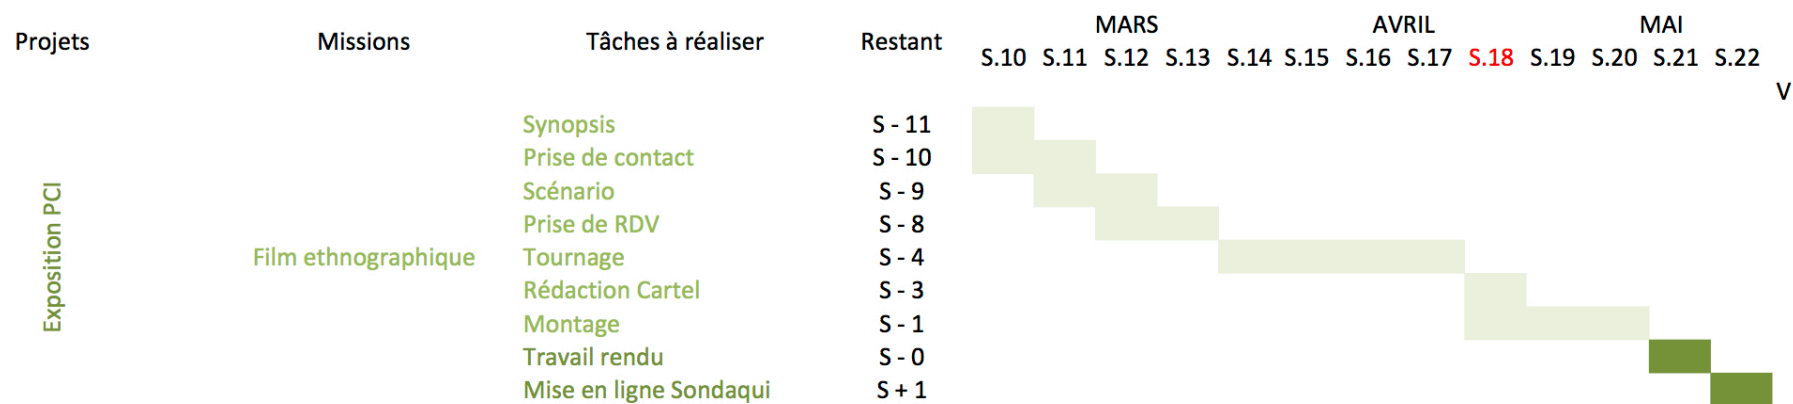 MARS AVRIL MAI
Projets Missions Tâches à réaliser Restant
S.10 S.11 S.12 S.13 S.14 S.15 S.16 S.17 S.18 S.19 S.20 S.21 S.22
V
Synopsis S - 11
Prise de contact S - 10
Scénario S - 9
Prise de RDV S - 8
Exposition PCI
Film ethnographique Tournage S - 4
Rédaction Cartel S - 3
Montage S - 1
Travail rendu S - 0
Mise en ligne Sondaqui S + 1